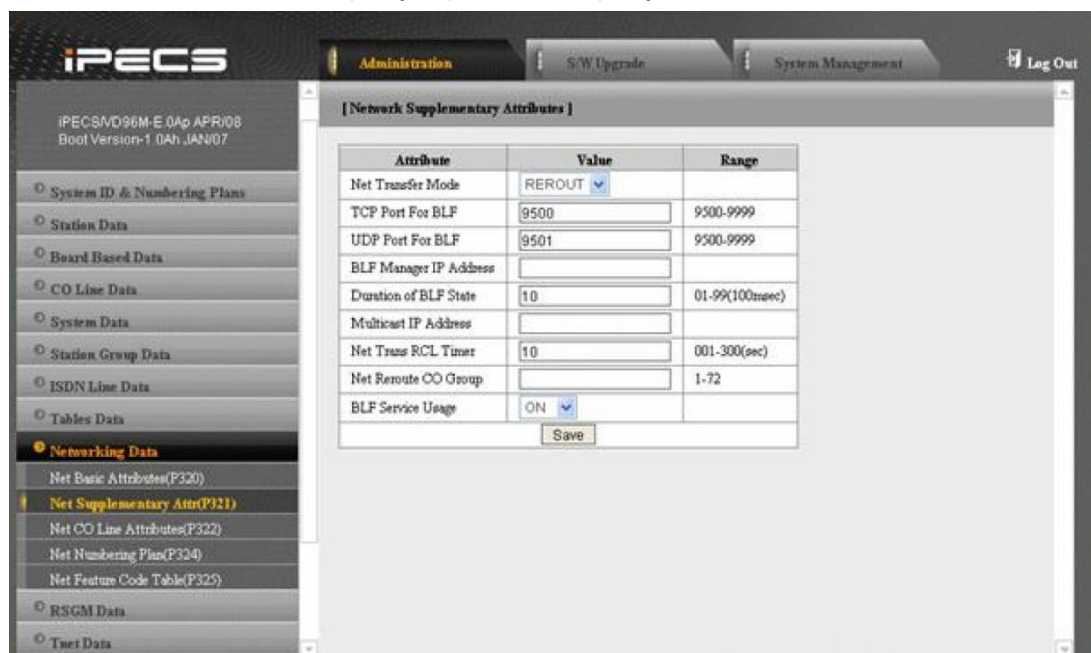 iPECS
Administration
S/W Upgrade
System Management
Log Out
iPECS/VD96M-E.0Ap APR/08
Boot Version-1.0Ah JAN/07
[ Network Supplementary Attributes ]
System ID & Numbering Plans
Station Data
Board Based Data
CO Line Data
System Data
Station Group Data
ISDN Line Data
Tables Data
Networking Data
Net Basic Attributes(P320)
Net Supplementary Attr(P321)
Net CO Line Attributes(P322)
Net Numbering Plan(P324)
Net Feature Code Table(P325)
RSGM Data
Tnet Data
Attribute Value Range
Net Transfer Mode REROUT
TCP Port For BLF 9500 9500-9999
UDP Port For BLF 9501 9500-9999
BLF Manager IP Address
Duration of BLF State 10 01-99(100msec)
Multicast IP Address
Net Trans RCL Timer 10 001-300(sec)
Net Reroute CO Group 1-72
BLF Service Usage ON
Save